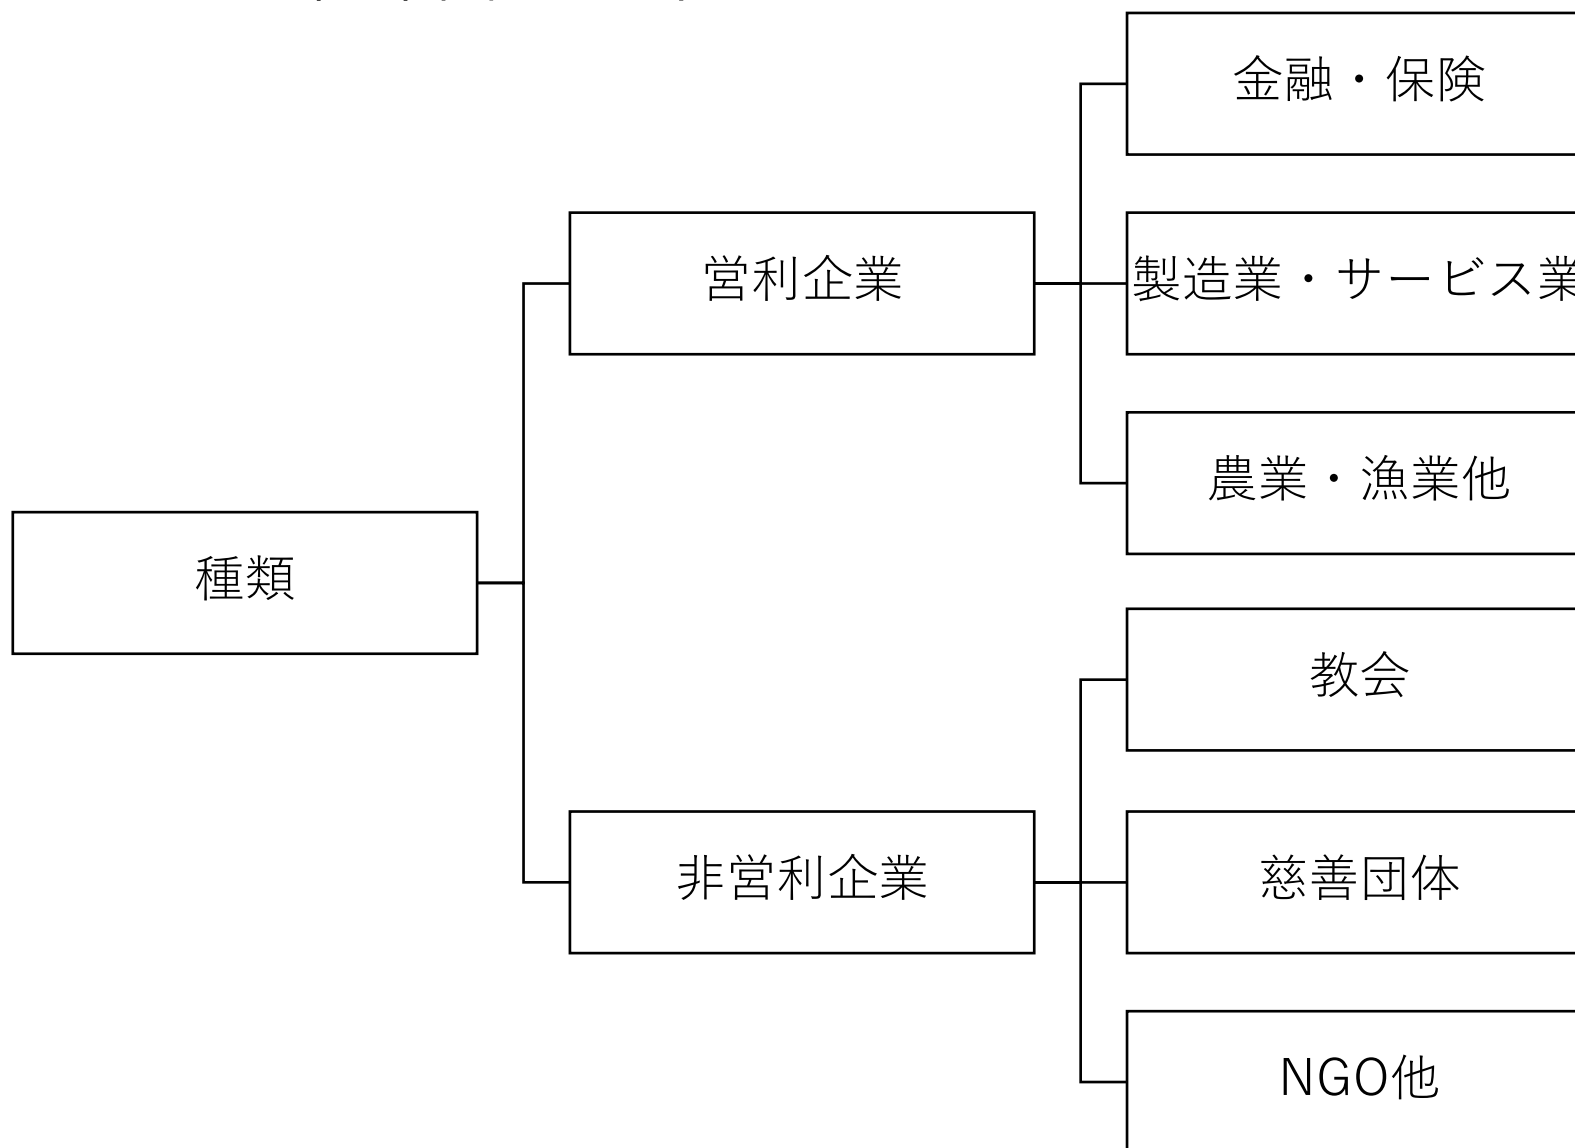 金融・保険
営利企業
製造業・サービス業
農業・漁業他
種類
教会
非営利企業
慈善団体
NGO他